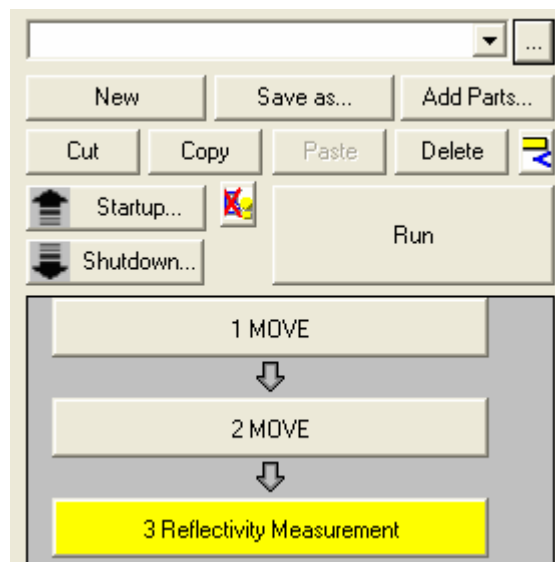 ...
New Save as... Add Parts...
Cut Copy Paste Delete
Startup...
Run
Shutdown...
1 MOVE
2 MOVE
3 Reflectivity Measurement